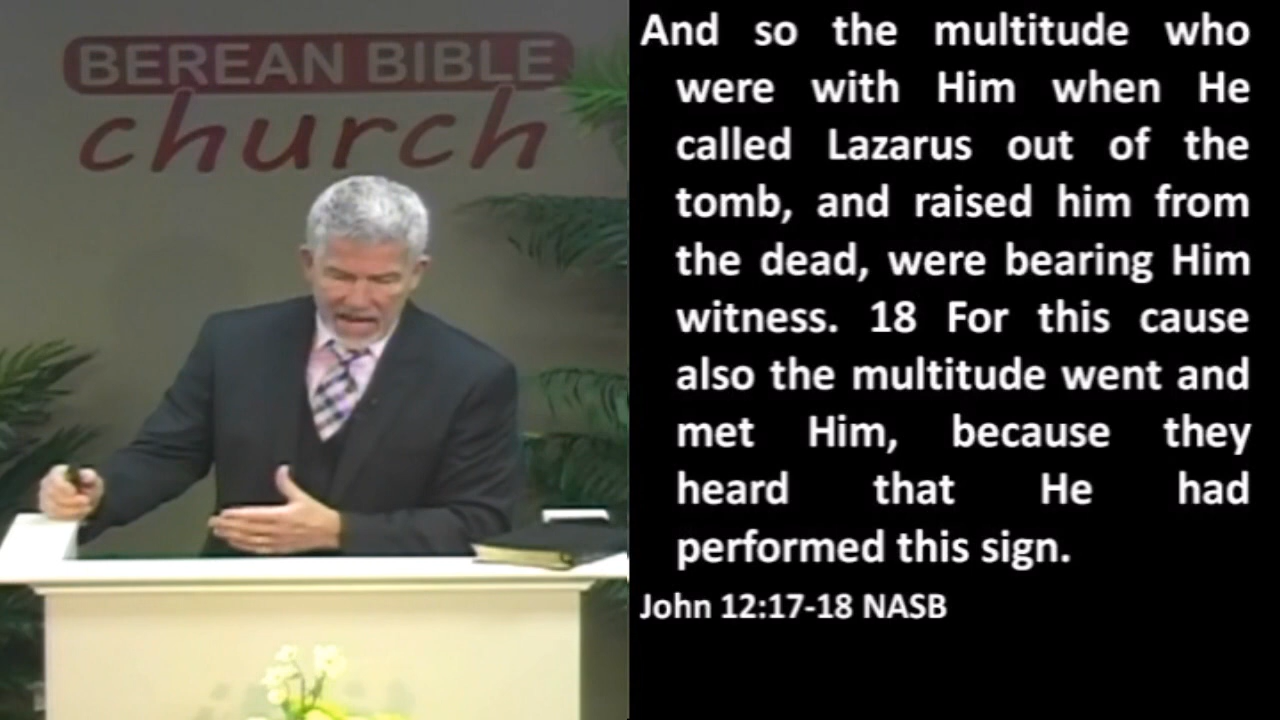 BEREAN BIBLE
church
And so the multitude who
were with Him when He
called Lazarus out of the
tomb, and raised him from
the dead, were bearing Him
witness. 18 For this cause
also the multitude went and
met Him, because they
heard that He had
performed this sign.
John 12:17-18 NASB